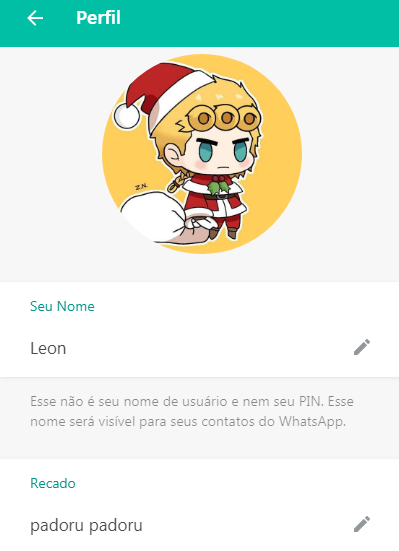 Perfil
Z.N.
Seu Nome
Leon
Esse não é seu nome de usuário e nem seu PIN. Esse
nome será visível para seus contatos do WhatsApp.
Recado
padoru padoru